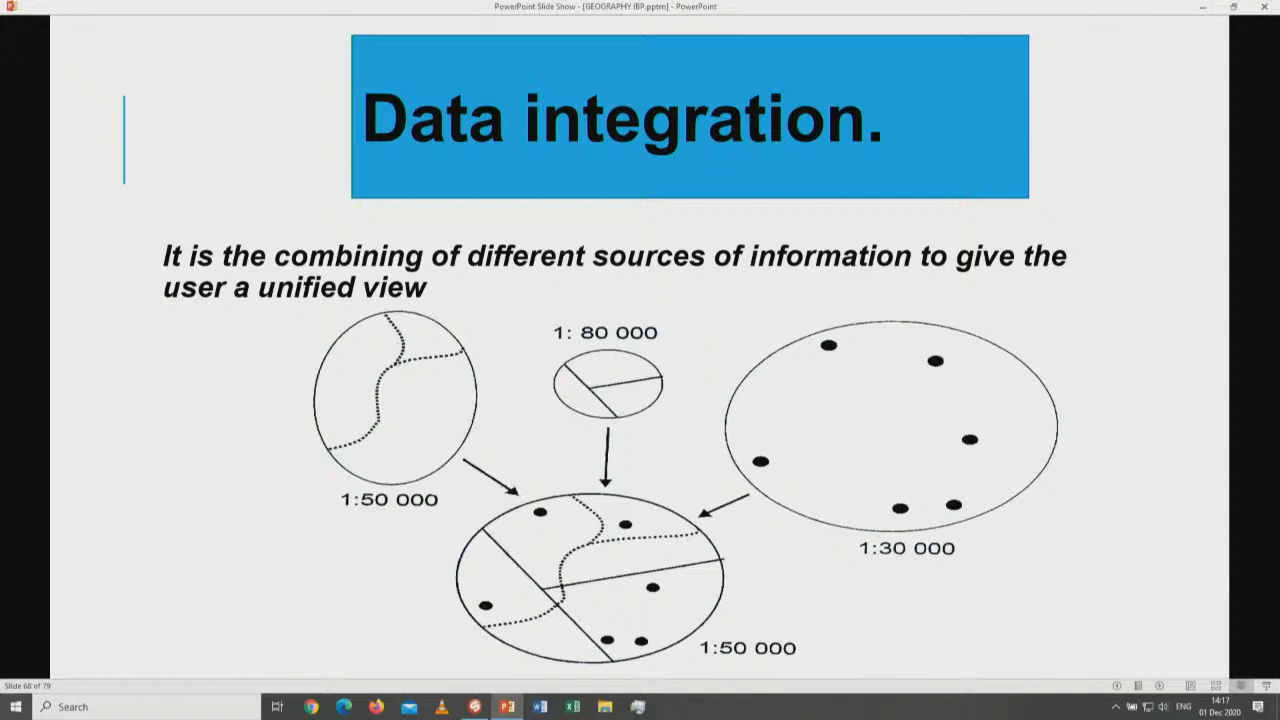 PowerPoint Slide Show - [GEOGRAPHY IBP.pptm] - PowerPoint
Data integration.
It is the combining of different sources of information to give the
user a unified view
1: 80 000
1:50 000
1:30 000
1:50 000
Slide 68 of 79
Search
ENG
14:17
01 Dec 2020